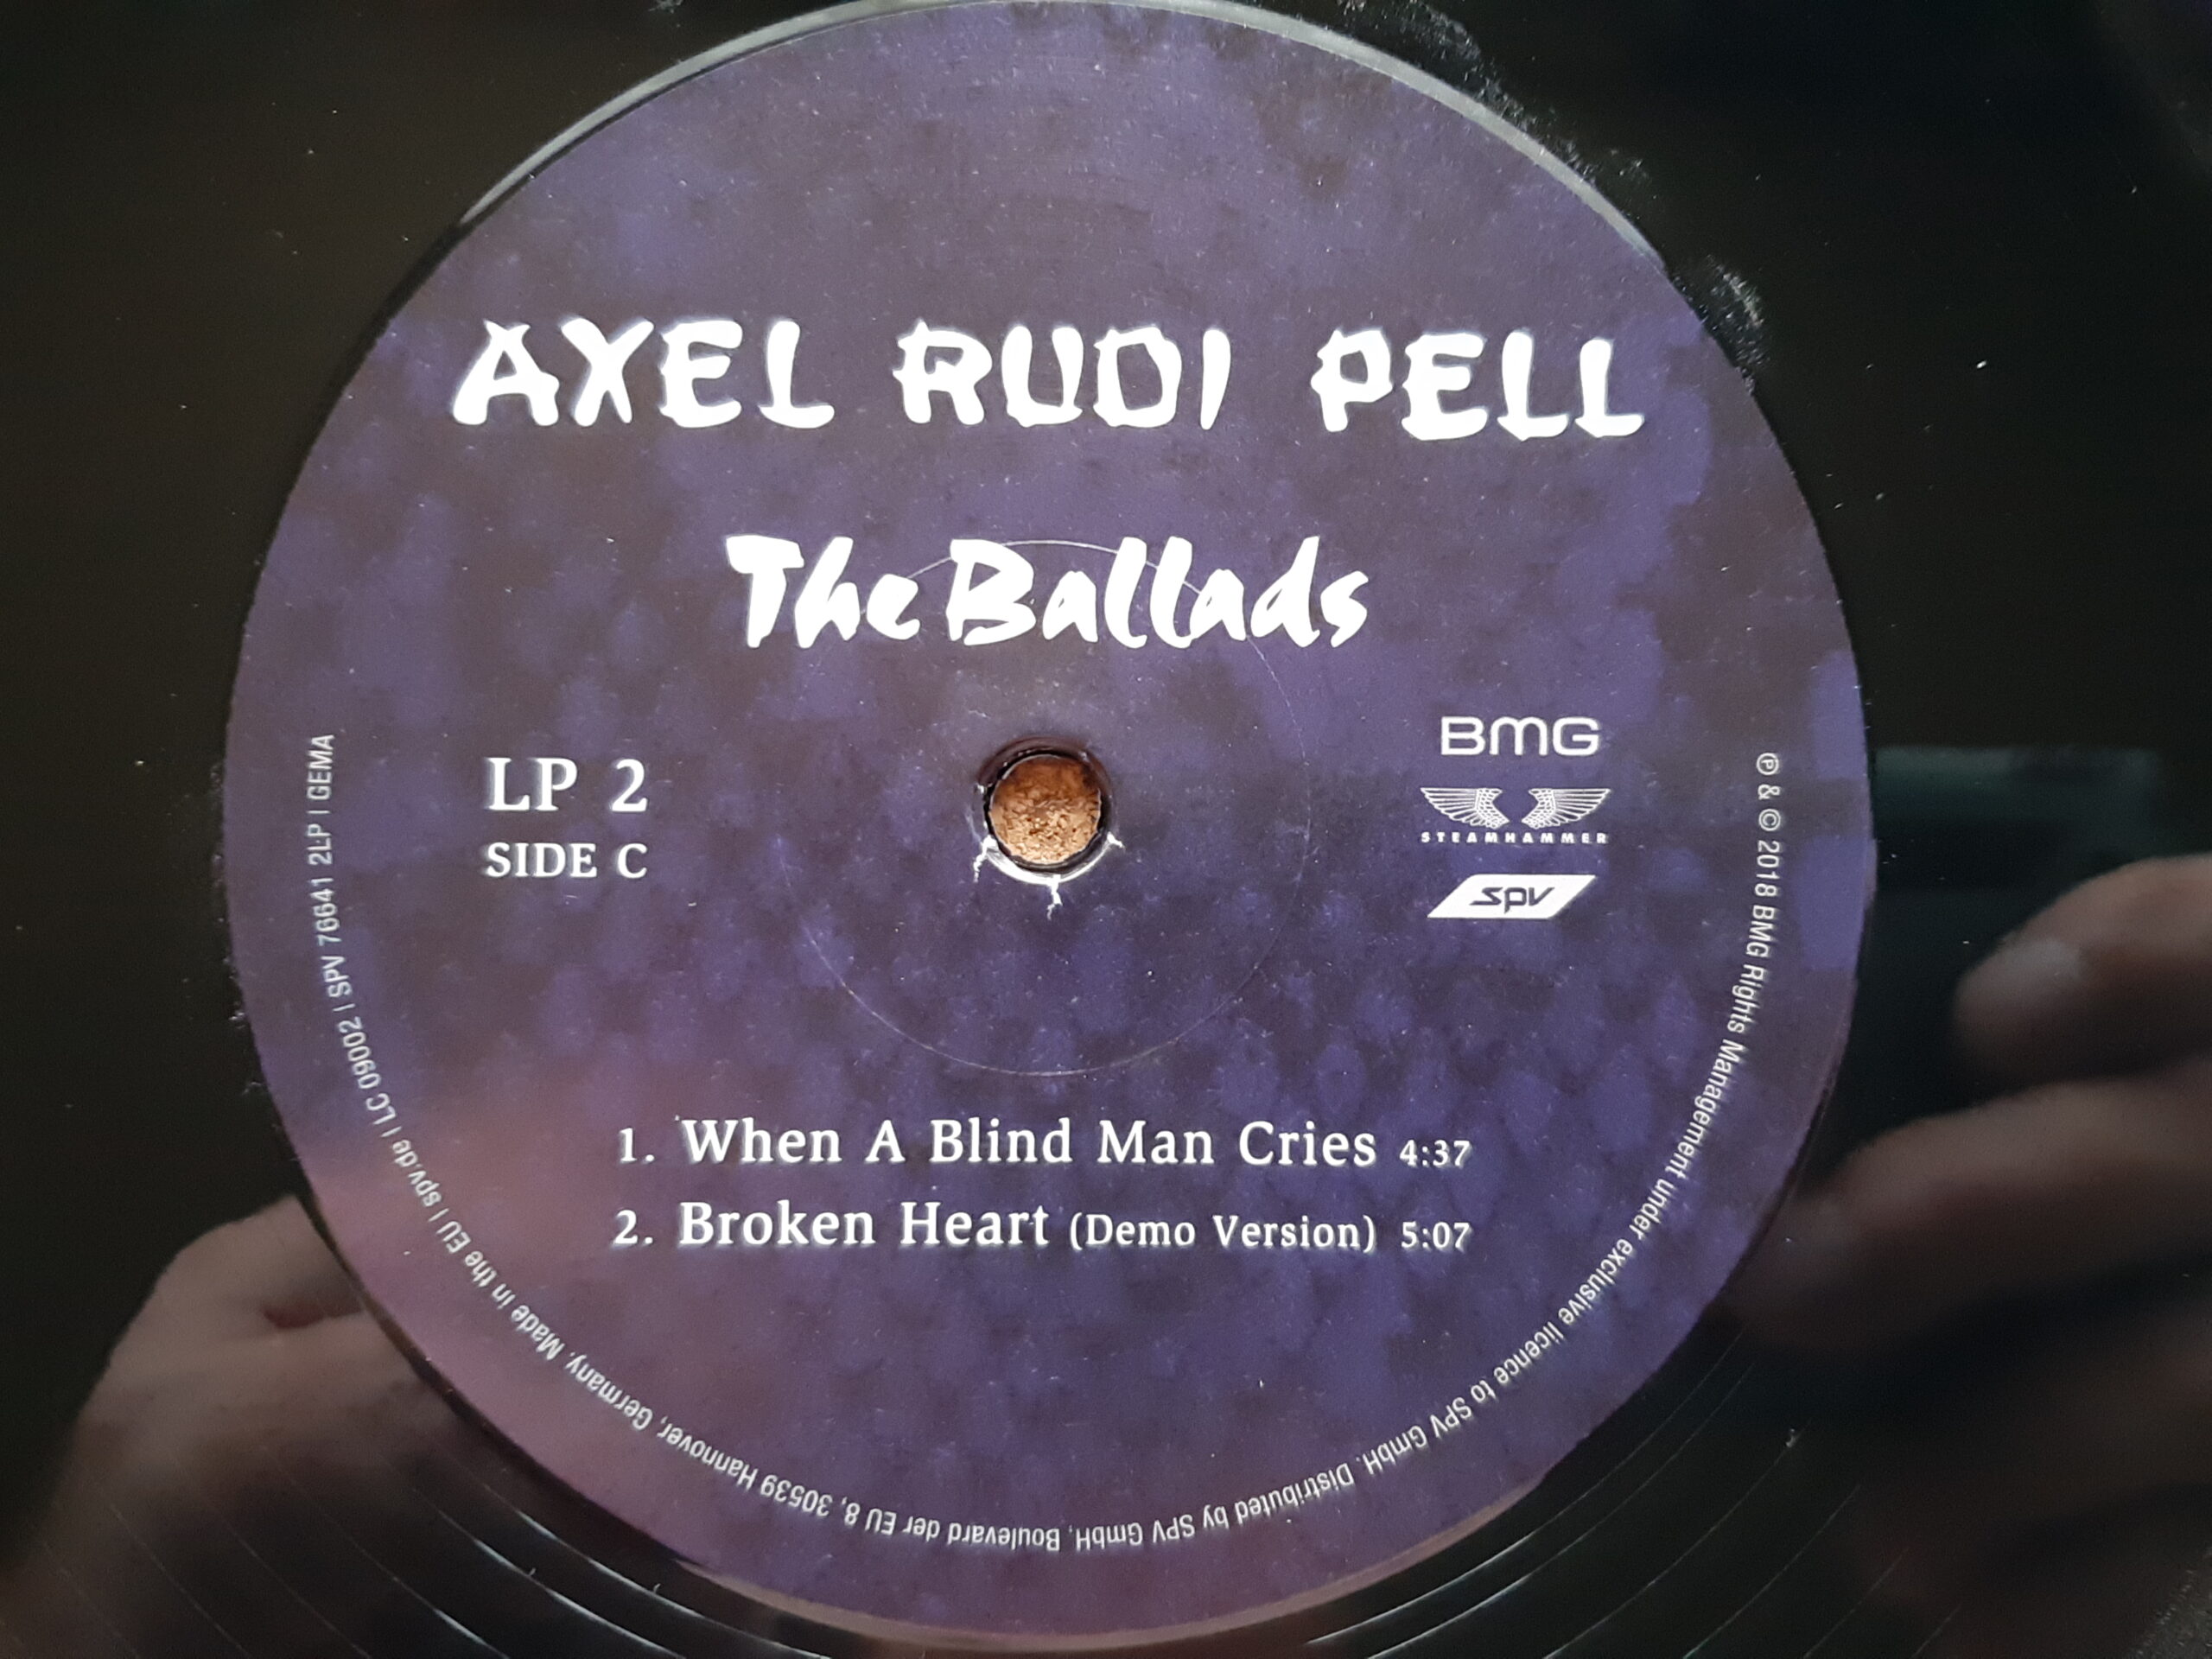 AXEL RUDI PELL
The Ballads
LP 2
SIDE C
BMG
STEAMHAMMER
spv
1. When A Blind Man Cries 4:37
2. Broken Heart (Demo Version) 5:07
℗ & © 2018 BMG Rights Management under exclusive licence to SPV GmbH. Distributed by SPV GmbH, Boulevard der EU 8, 30539 Hannover, Germany. Made in the EU | spv.de | LC 09002 | SPV 76641 2LP | GEMA